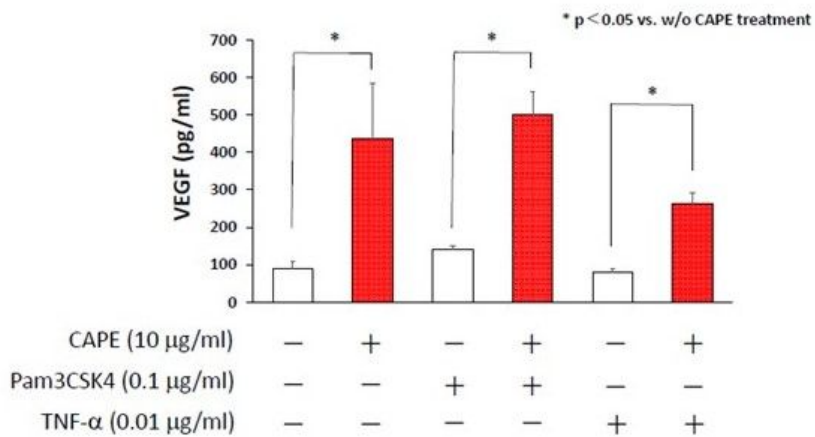 * p<0.05 vs. w/o CAPE treatment
700
600
500
400
300
200
100
0
VEGF (pg/ml)
* * *
CAPE (10 μg/ml) − + − + − +
Pam3CSK4 (0.1 μg/ml) − − + + − −
TNF-α (0.01 μg/ml) − − − − + +